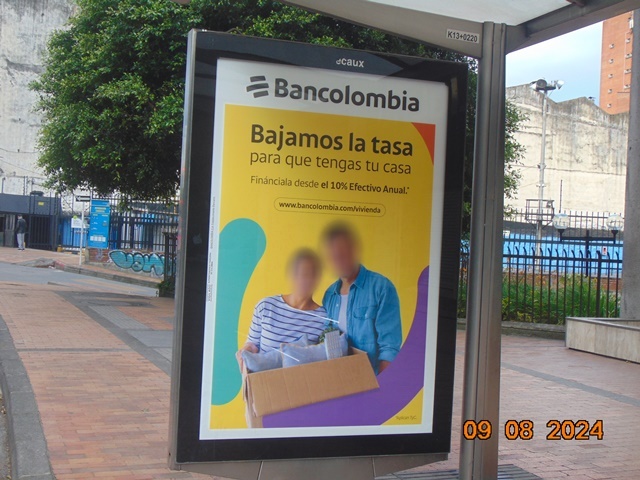 K13+0220
JCDecaux
Bancolombia
Bajamos la tasa
para que tengas tu casa
Fináncíala desde el 10% Efectivo Anual.*
www.bancolombia.com/vivienda
09 08 2024